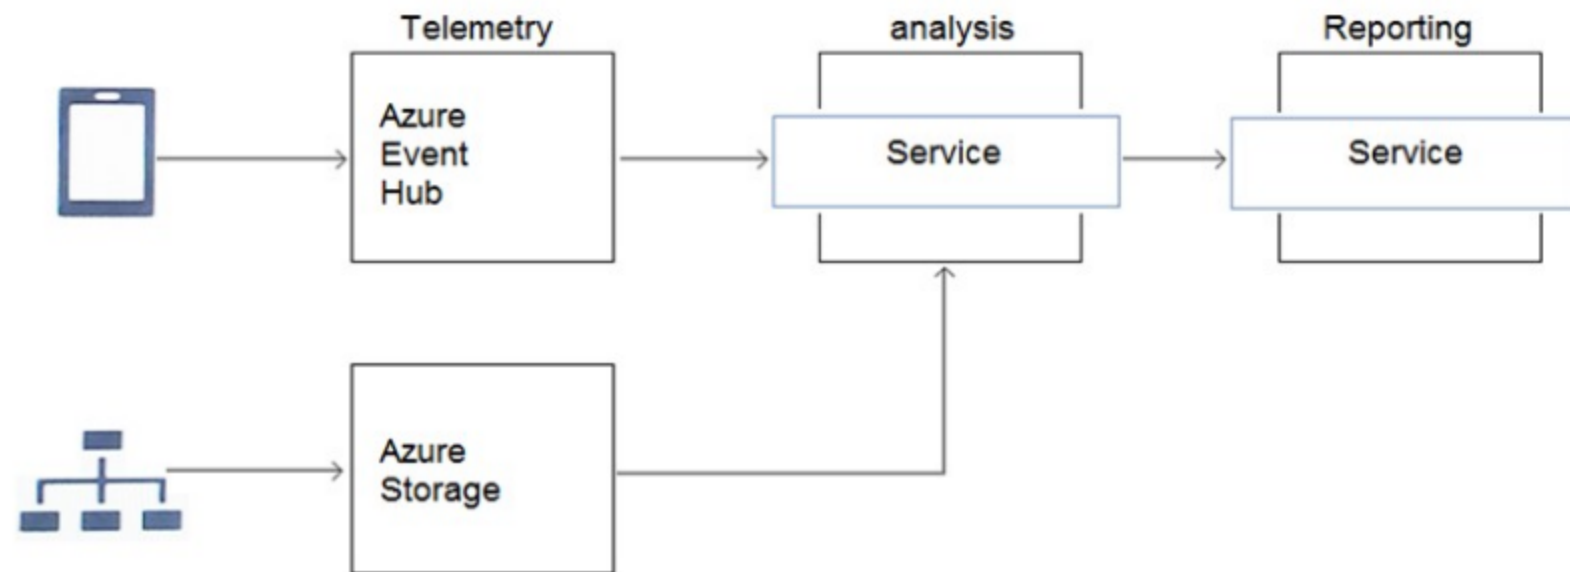 Telemetry
analysis
Reporting
Azure
Event
Hub
Service
Service
Azure
Storage